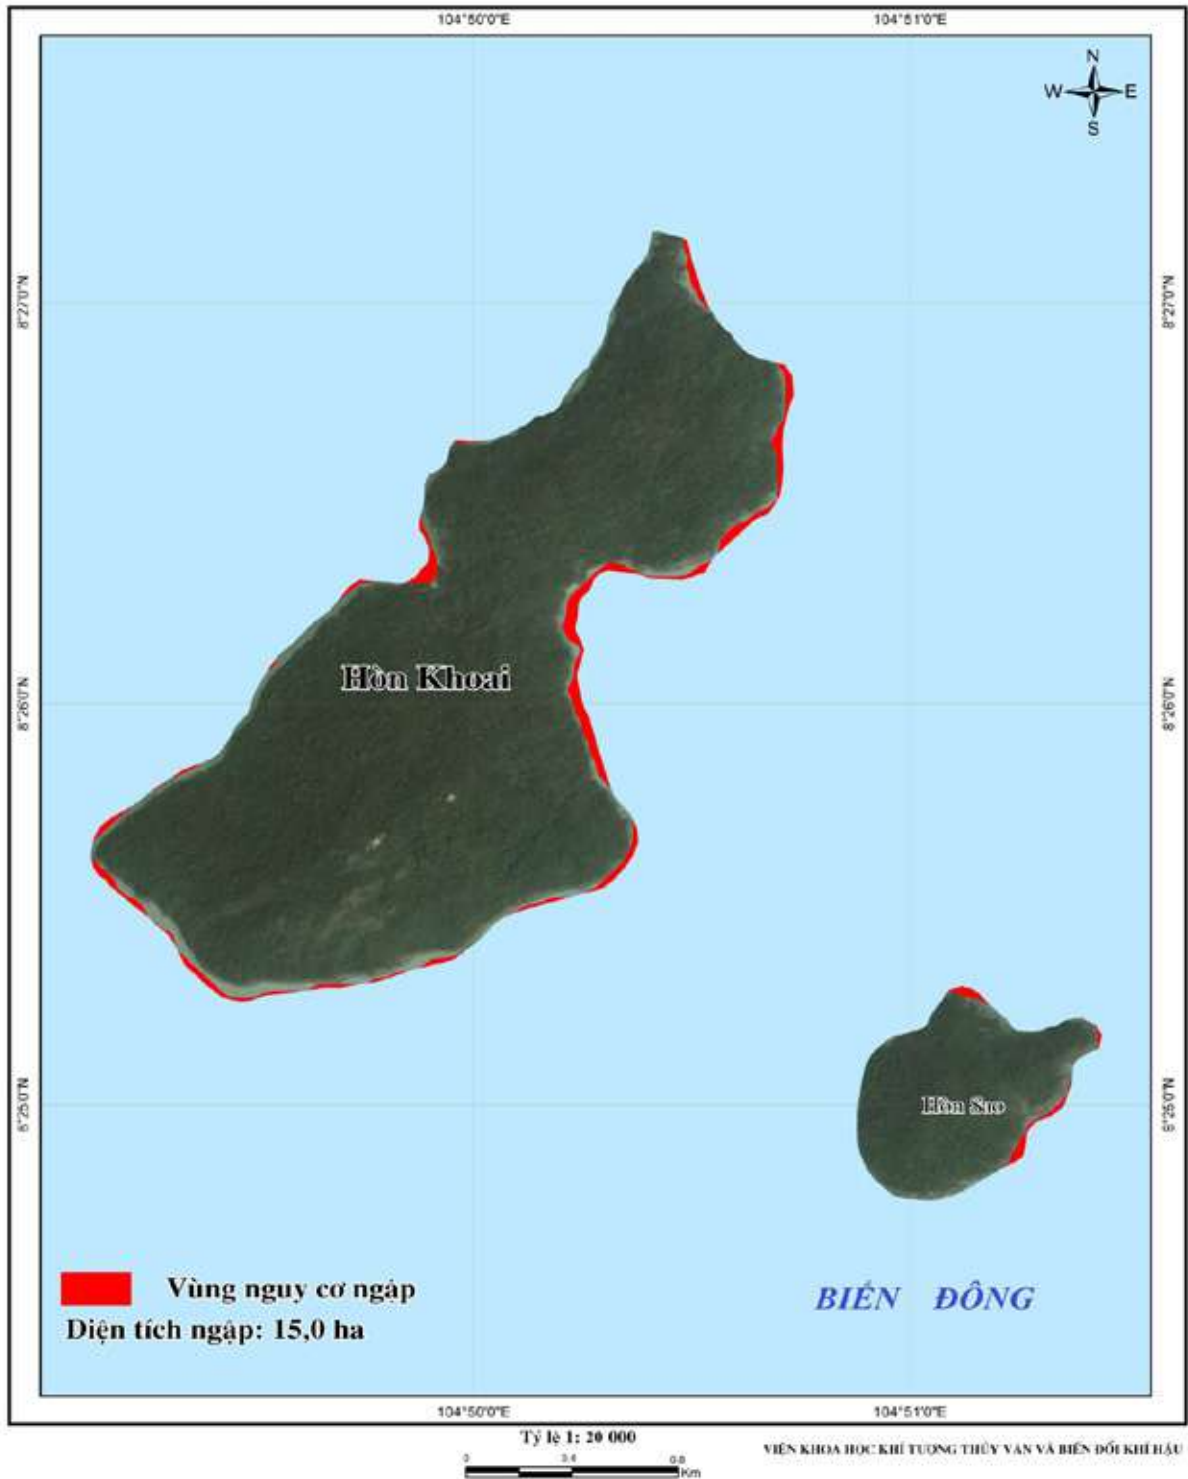 104°50'0"E 104°51'0"E
N
W E
S
8°27'0"N 8°27'0"N
Hòn Khoai
8°26'0"N 8°26'0"N
8°25'0"N 8°25'0"N
Hòn Sao
Vùng nguy cơ ngập
Diện tích ngập: 15,0 ha
BIỂN ĐÔNG
104°50'0"E 104°51'0"E
Tỷ lệ 1: 20 000
VIỆN KHOA HỌC KHÍ TƯỢNG THỦY VĂN VÀ BIẾN ĐỔI KHÍ HẬU
0 0.8
Km